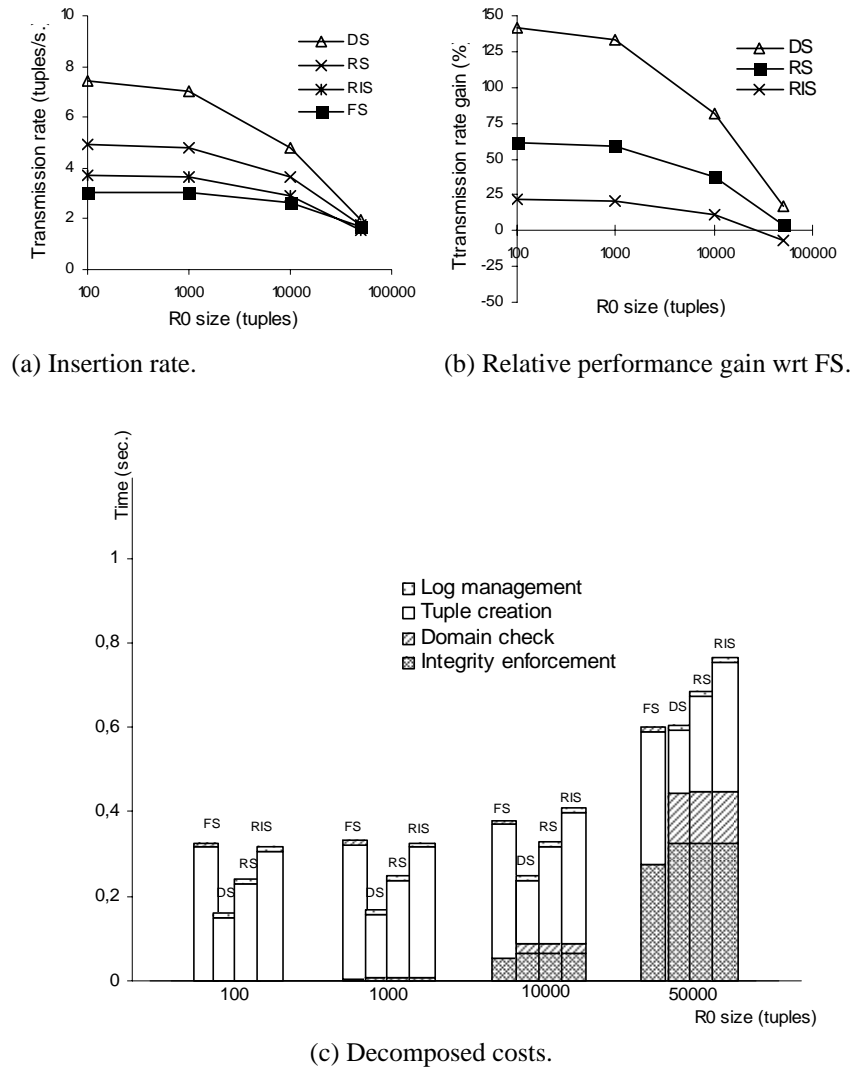 10
8
6
4
2
0
100
1000
10000
100000
Transmission rate (tuples/s.)
R0 size (tuples)
DS
RS
RIS
FS
150
125
100
75
50
25
0
-25
-50
100
1000
10000
100000
Ttransmission rate gain (%)
R0 size (tuples)
DS
RS
RIS
(a) Insertion rate.
(b) Relative performance gain wrt FS.
Time (sec.)
1
0,8
0,6
0,4
0,2
0
Log management
Tuple creation
Domain check
Integrity enforcement
FS
DS
RS
RIS
FS
DS
RS
RIS
FS
DS
RS
RIS
FS
DS
RS
RIS
100
1000
10000
50000
R0 size (tuples)
(c) Decomposed costs.